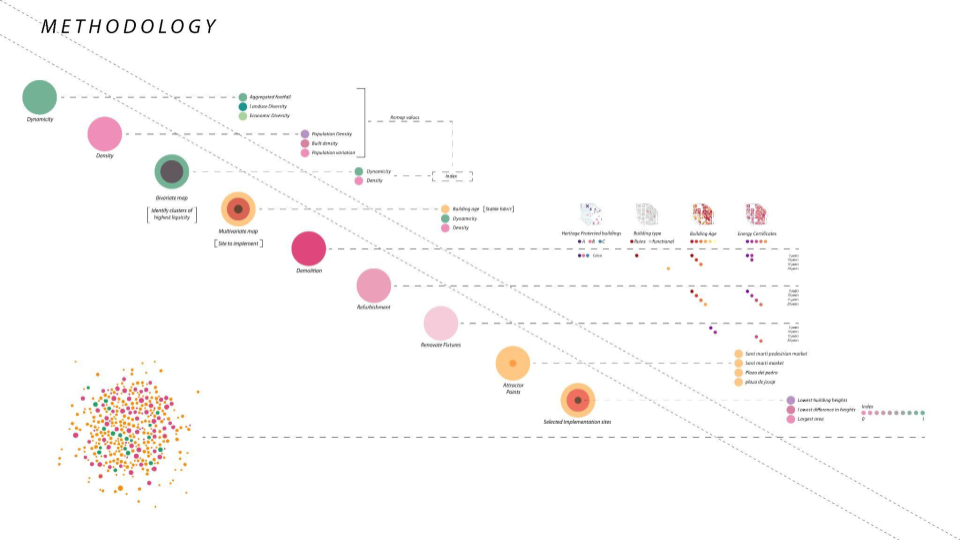 METHODOLOGY
Dynamicity
Aggregated footfall
Landuse Diversity
Economic Diversity
Remap values
Density
Population Density
Built density
Population variation
Bivariate map
[Identify clusters of
highest liquicity]
Dynamicity
Density
Index
Multivariate map
[Site to implement]
Building age [Stable fabric]
Dynamicity
Density
Heritage Protected buildings
A B C
Building type
Ruins -> functional
Building Age
Energy Certificates
Demolition
false
Refurbishment
Renovate Fixtures
Attractor
Points
Sant marti pedestrian market
Sant marti market
Plaza del pedro
plaza de josep
Selected Implementation sites
Lowest building heights
Lowest difference in heights
Largest area
Index
0 1